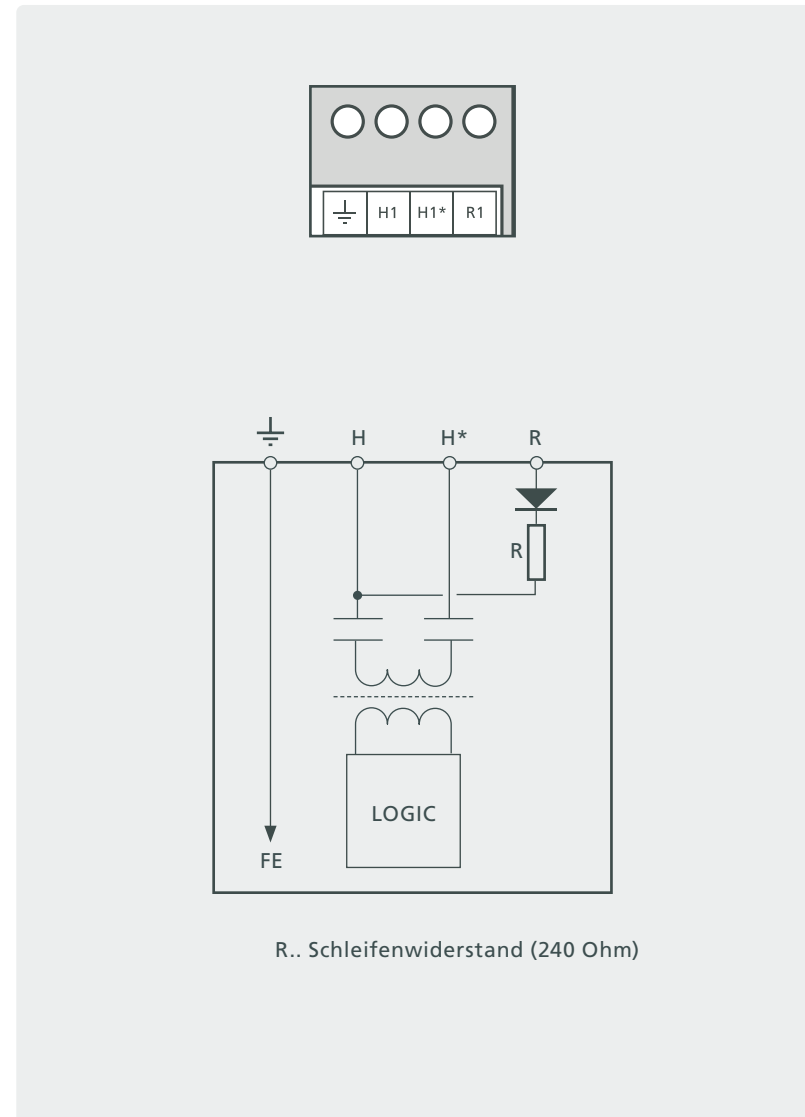 H1 H1* R1
H H* R
R
LOGIC
FE
R.. Schleifenwiderstand (240 Ohm)